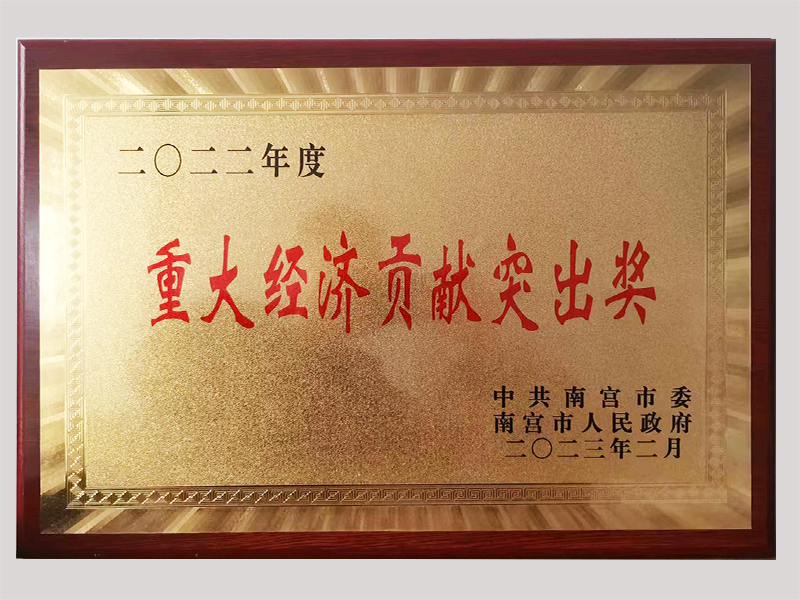 二〇二二年度
重大经济贡献突出奖
中共南宫市委
南宫市人民政府
二〇二三年二月